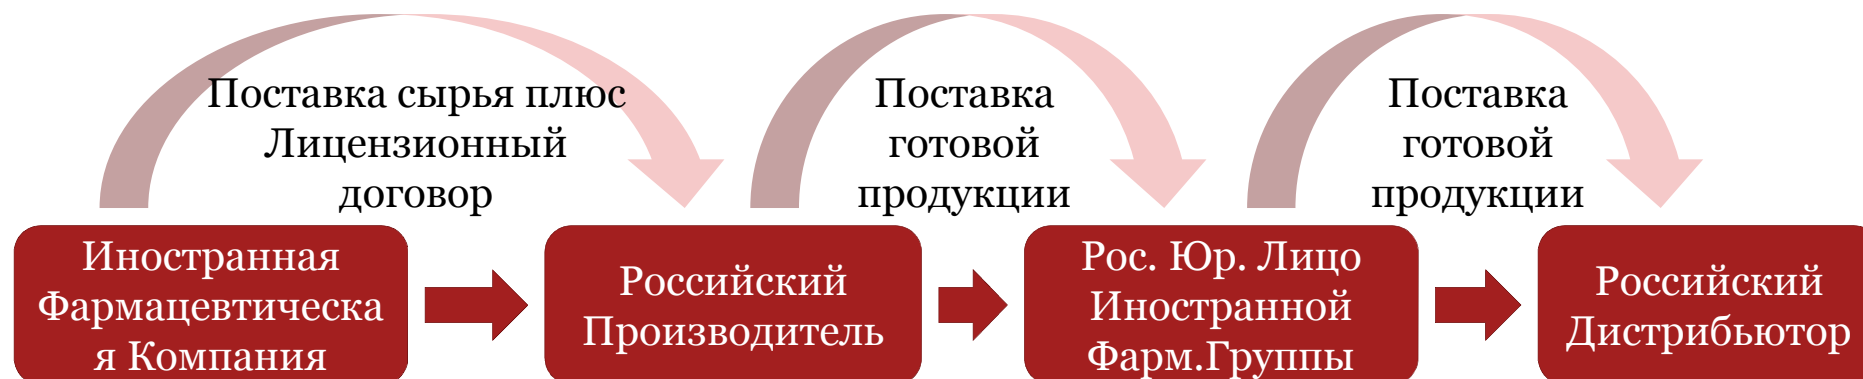 Поставка сырья плюс
Лицензионный
договор
Поставка
готовой
продукции
Поставка
готовой
продукции
Иностранная
Фармацевтическа
я Компания
Российский
Производитель
Рос. Юр. Лицо
Иностранной
Фарм.Группы
Российский
Дистрибьютор